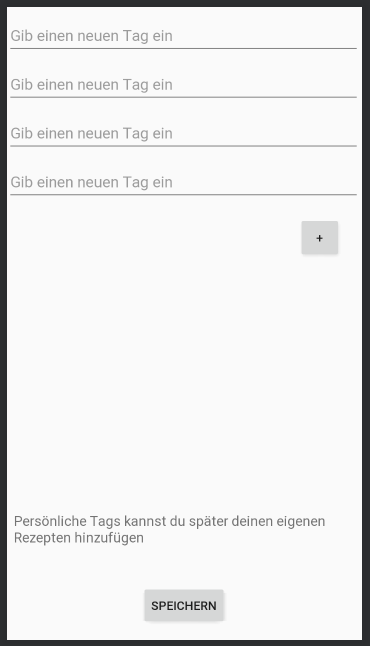 Gib einen neuen Tag ein
Gib einen neuen Tag ein
Gib einen neuen Tag ein
Gib einen neuen Tag ein
+
Persönliche Tags kannst du später deinen eigenen
Rezepten hinzufügen
SPEICHERN